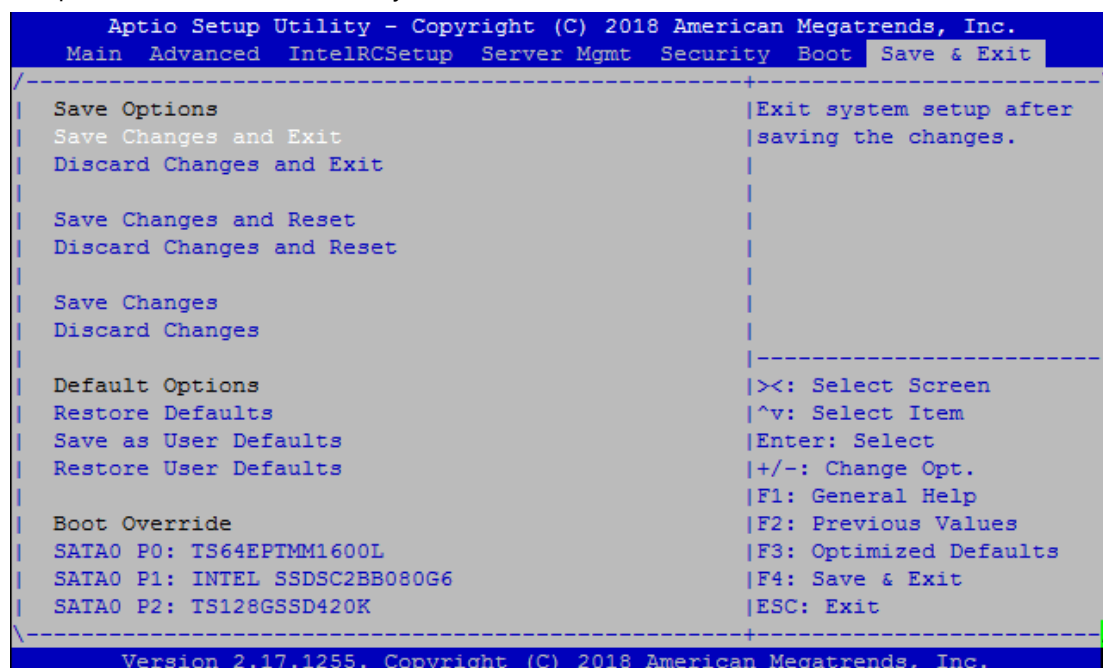 Aptio Setup Utility - Copyright (C) 2018 American Megatrends, Inc.
Main Advanced IntelRCSetup Server Mgmt Security Boot Save & Exit
Save Options
Save Changes and Exit
Discard Changes and Exit
Save Changes and Reset
Discard Changes and Reset
Save Changes
Discard Changes
Default Options
Restore Defaults
Save as User Defaults
Restore User Defaults
Boot Override
SATA0 P0: TS64EPTMM1600L
SATA0 P1: INTEL SSDSC2BB080G6
SATA0 P2: TS128GSSD420K
Exit system setup after
saving the changes.
><: Select Screen
^v: Select Item
Enter: Select
+/-: Change Opt.
F1: General Help
F2: Previous Values
F3: Optimized Defaults
F4: Save & Exit
ESC: Exit
Version 2.17.1255. Copyright (C) 2018 American Megatrends, Inc.